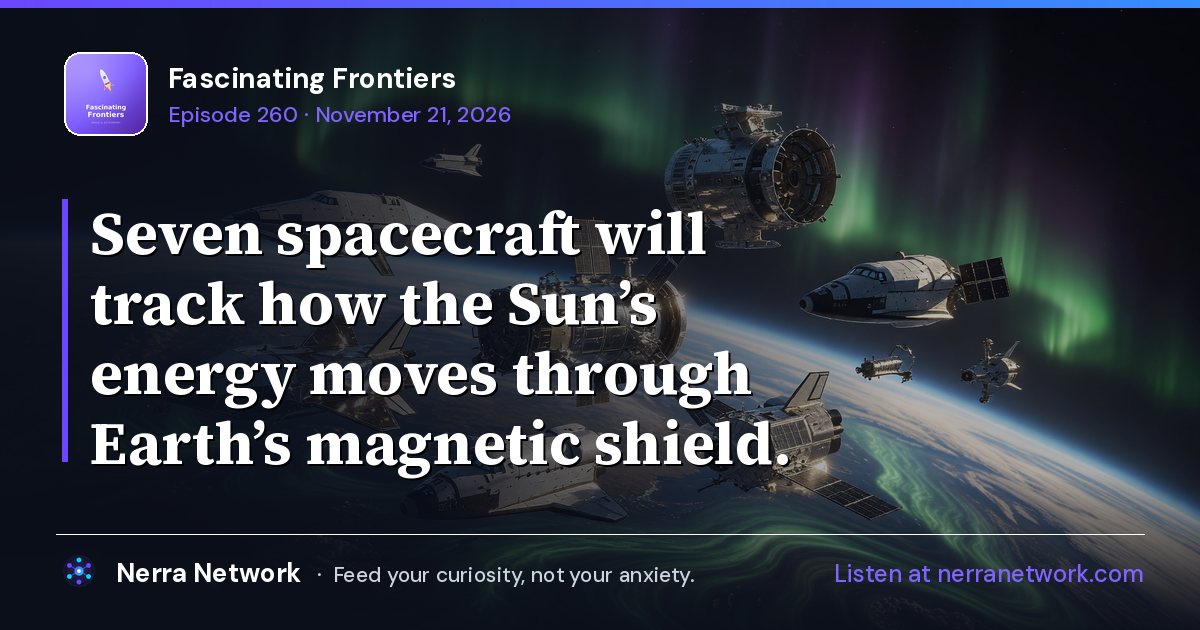 Fascinating Frontiers
Episode 260 · November 21, 2026
Fascinating
Frontiers
Seven spacecraft will
track how the Sun’s
energy moves through
Earth’s magnetic shield.
Nerra Network · Feed your curiosity, not your anxiety.
Listen at nerranetwork.com